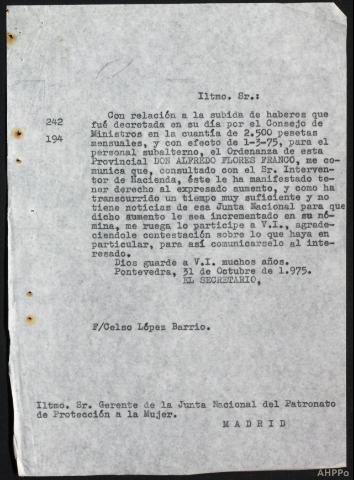 Iltmo. Sr.:
242
194
Con relación a la subida de haberes que
fué decretada en su día por el Consejo de
Ministros en la cuantía de 2.500 pesetas
mensuales, y con efecto de 1-3-75, para el
personal subalterno, el Ordenanza de esta
Provincial DON ALFREDO FLORES FRANCO, me co-
munica que, consultado con el Sr. Interven-
tor de Hacienda, éste le ha manifestado te-
ner derecho al expresado aumento, y como ha
transcurrido un tiempo muy suficiente y no
tiene noticias de esa Junta Nacional para que
dicho aumento le sea incrementado en su nó-
mina, me ruega lo participe a V.I., agrade-
ciendole contestación sobre lo que haya en
particular, para así comunicarselo al inte-
resado.
Dios guarde a V.I. muchos años.
Pontevedra, 31 de Octubre de 1.975.
EL SECRETARIO,
F/Celso López Barrio.
Iltmo. Sr. Gerente de la Junta Nacional del Patronato
de Protección a la Mujer.
M A D R I D
AHPPo